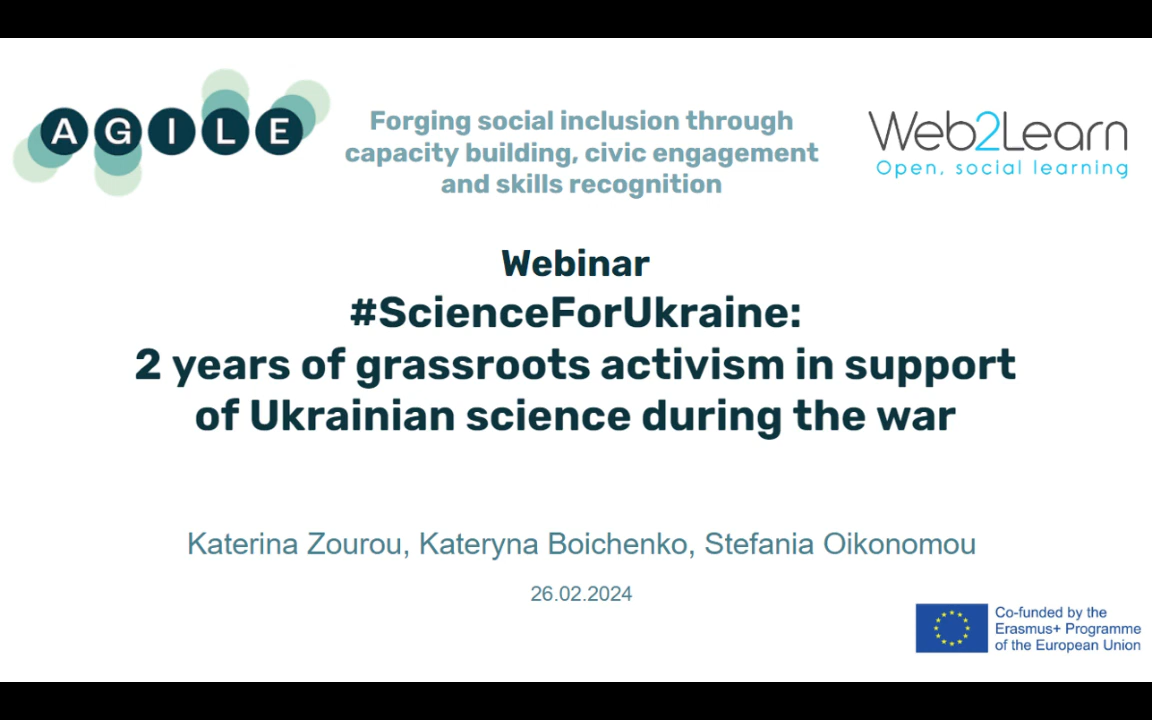 AGILE
Forging social inclusion through
capacity building, civic engagement
and skills recognition
Web2Learn
Open, social learning
Webinar
#ScienceForUkraine:
2 years of grassroots activism in support
of Ukrainian science during the war
Katerina Zourou, Kateryna Boichenko, Stefania Oikonomou
26.02.2024
Co-funded by the
Erasmus+ Programme
of the European Union